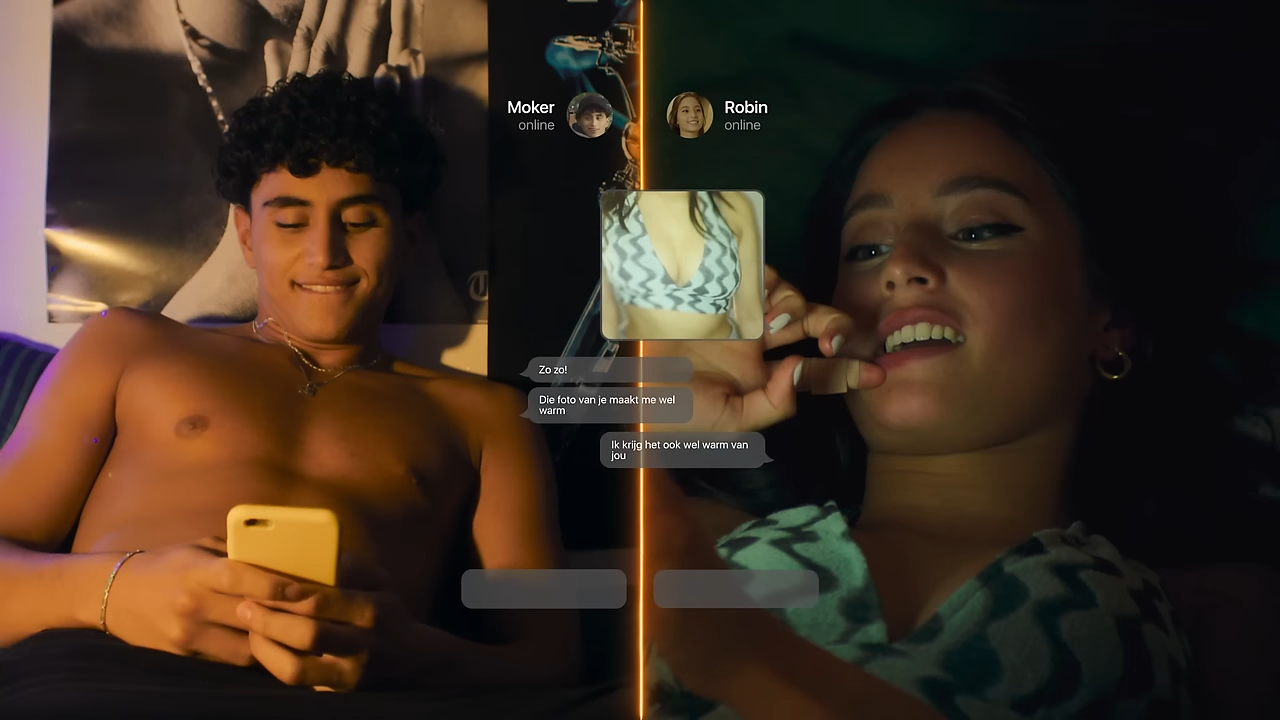 Moker
online
Robin
online
Zo zo!
Die foto van je maakt me wel
warm
Ik krijg het ook wel warm van
jou